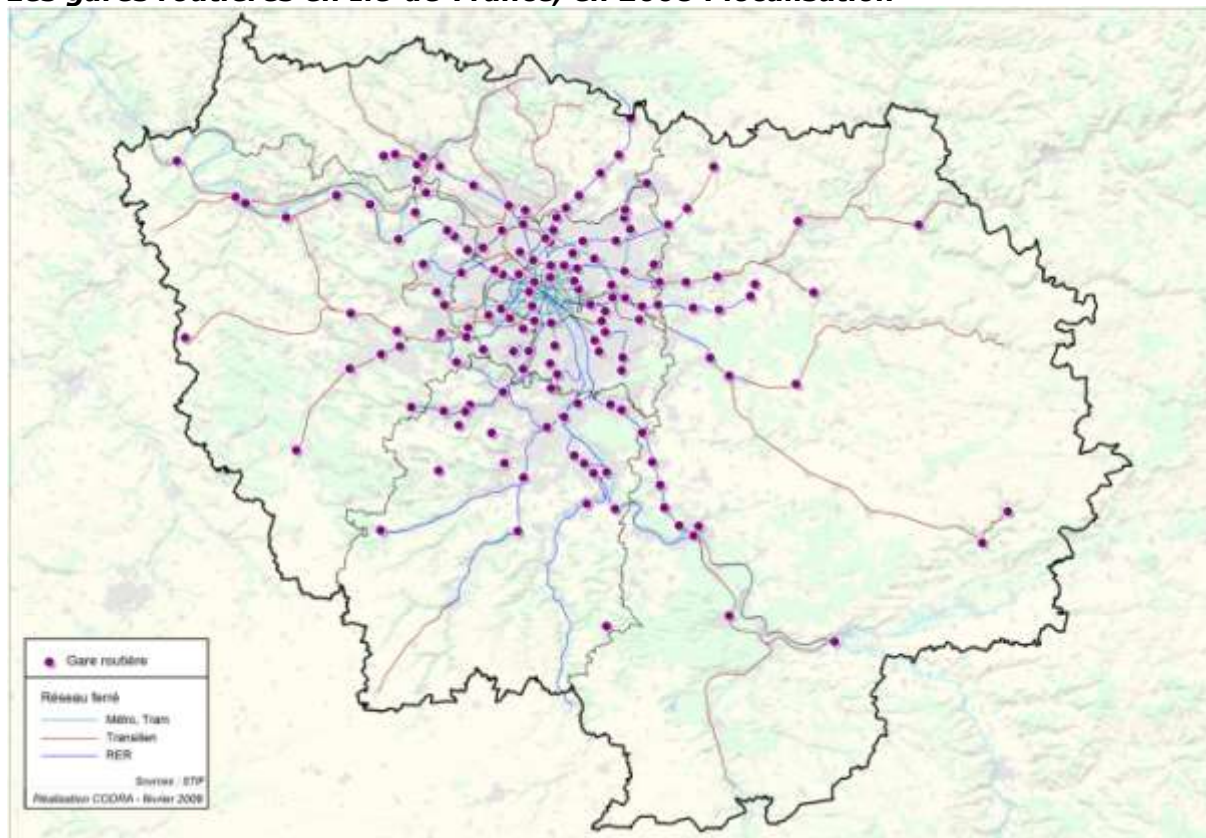 Les gares routières en Ile-de-France, en 2008 : localisation
Gare routière
Réseau ferré
Métro, Tram
Transilien
RER
Sources : STIF
Réalisation CODRA - février 2009